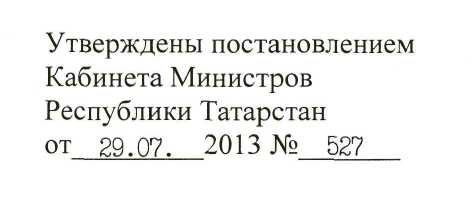 Утверждены постановлением
Кабинета Министров
Республики Татарстан
от 29.07. 2013 № 527